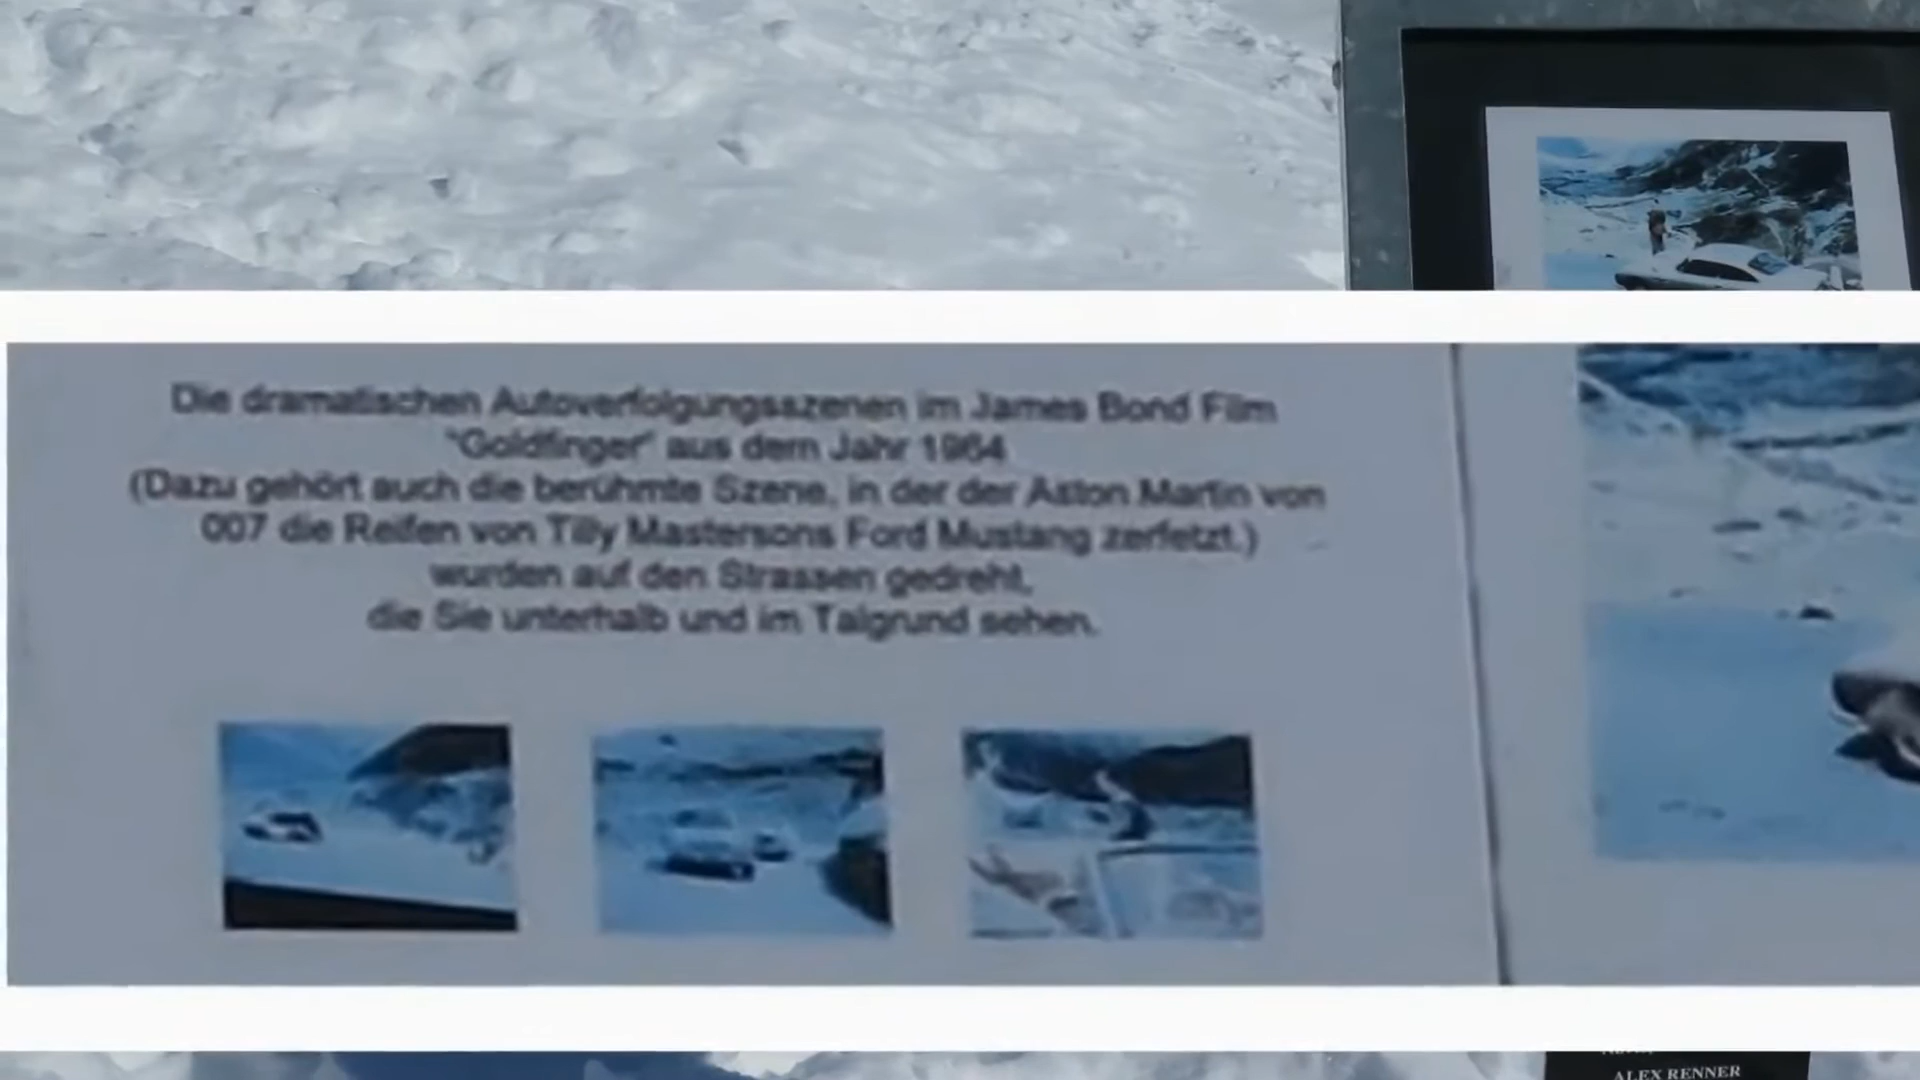 Die dramatischen Autoverfolgungsszenen im James Bond Film
"Goldfinger" aus dem Jahr 1964
(Dazu gehört auch die berühmte Szene, in der der Aston Martin von
007 die Reifen von Tilly Mastersons Ford Mustang zerfetzt.)
wurden auf den Strassen gedreht,
die Sie unterhalb und im Talgrund sehen.
ALEX RENNER